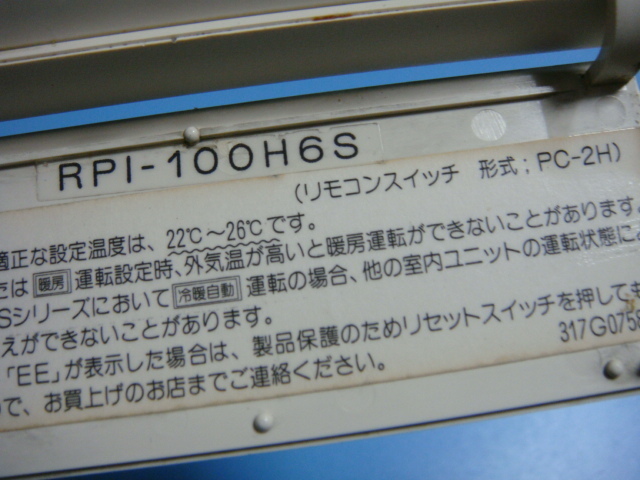 RPI-100H6S
(リモコンスイッチ 形式；PC-2H)
適正な設定温度は、22℃～26℃です。
は 暖房 運転設定時、外気温が高いと暖房運転ができないことがあります。
Sシリーズにおいて 冷暖自動 運転の場合、他の室内ユニットの運転状態に
えができないことがあります。
「EE」が表示した場合は、製品保護のためリセットスイッチを押しても
で、お買上げのお店までご連絡ください。
317G075